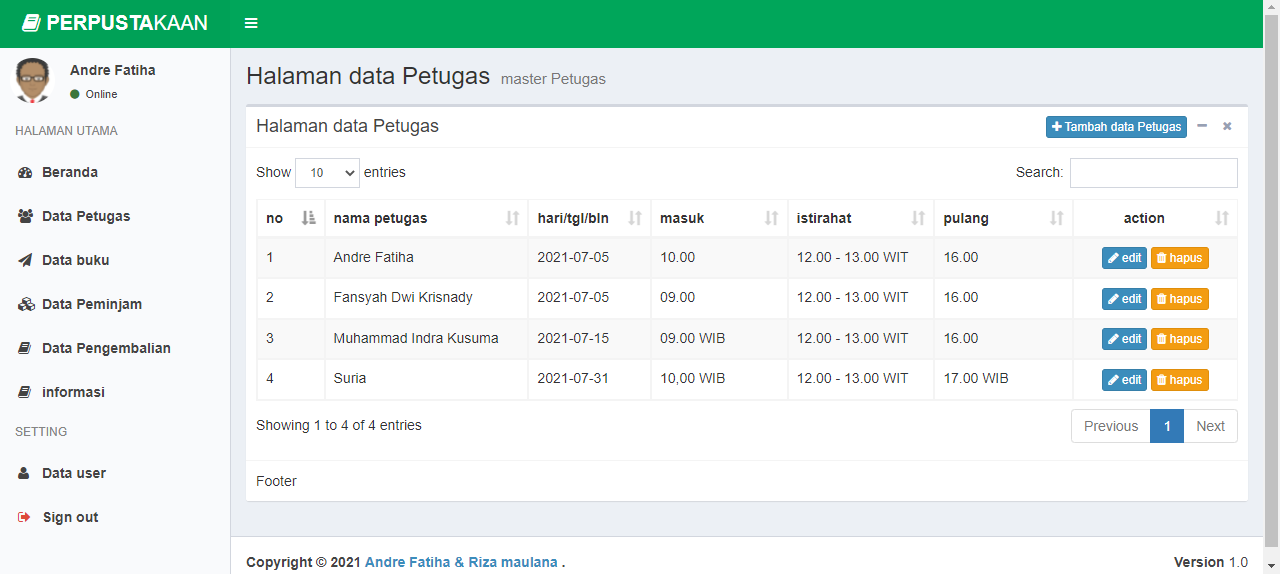 PERPUSTAKAAN
Andre Fatiha
Online
HALAMAN UTAMA
Beranda
Data Petugas
Data buku
Data Peminjam
Data Pengembalian
informasi
SETTING
Data user
Sign out
Halaman data Petugas master Petugas
Halaman data Petugas Tambah data Petugas
Show 10 entries Search:
no nama petugas hari/tgl/bln masuk istirahat pulang action
1 Andre Fatiha 2021-07-05 10.00 12.00 - 13.00 WIT 16.00 edit hapus
2 Fansyah Dwi Krisnady 2021-07-05 09.00 12.00 - 13.00 WIT 16.00 edit hapus
3 Muhammad Indra Kusuma 2021-07-15 09.00 WIB 12.00 - 13.00 WIT 16.00 edit hapus
4 Suria 2021-07-31 10,00 WIB 12.00 - 13.00 WIT 17.00 WIB edit hapus
Showing 1 to 4 of 4 entries Previous 1 Next
Footer
Copyright © 2021 Andre Fatiha & Riza maulana . Version 1.0